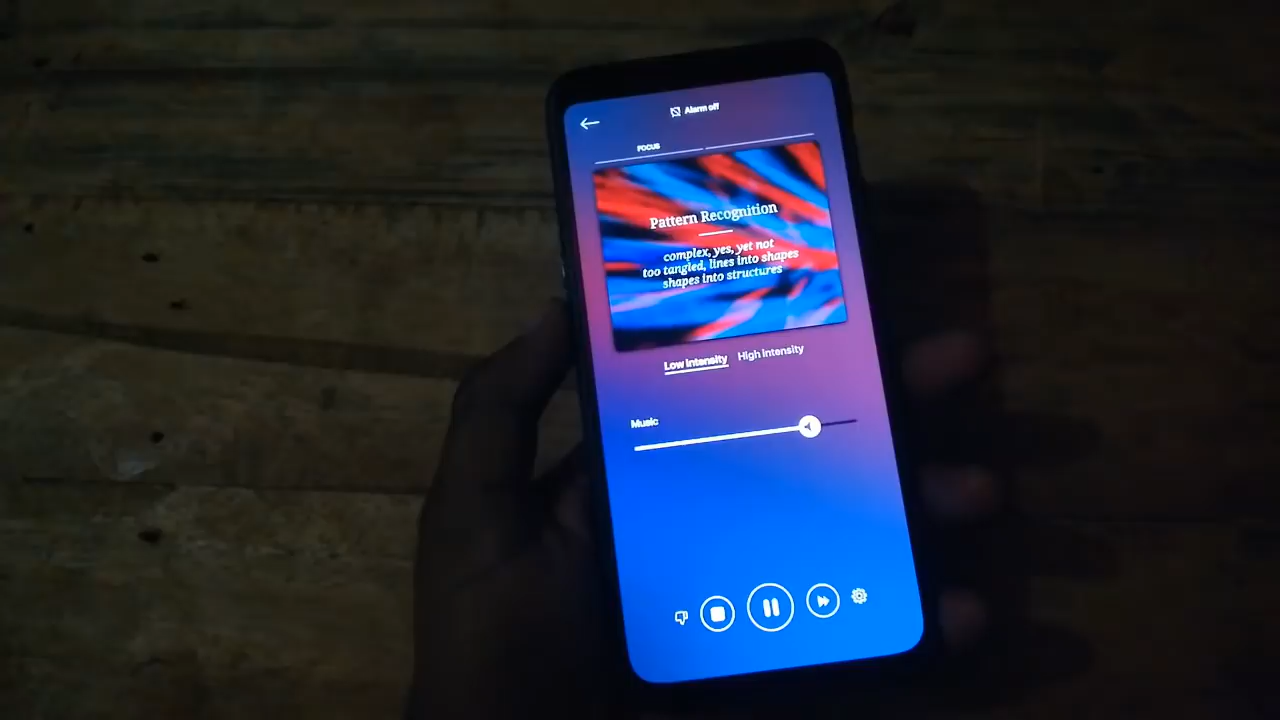 Alarm off
FOCUS
Pattern Recognition
complex, yes, yet not
too tangled, lines into shapes
shapes into structures
Low Intensity High Intensity
Music